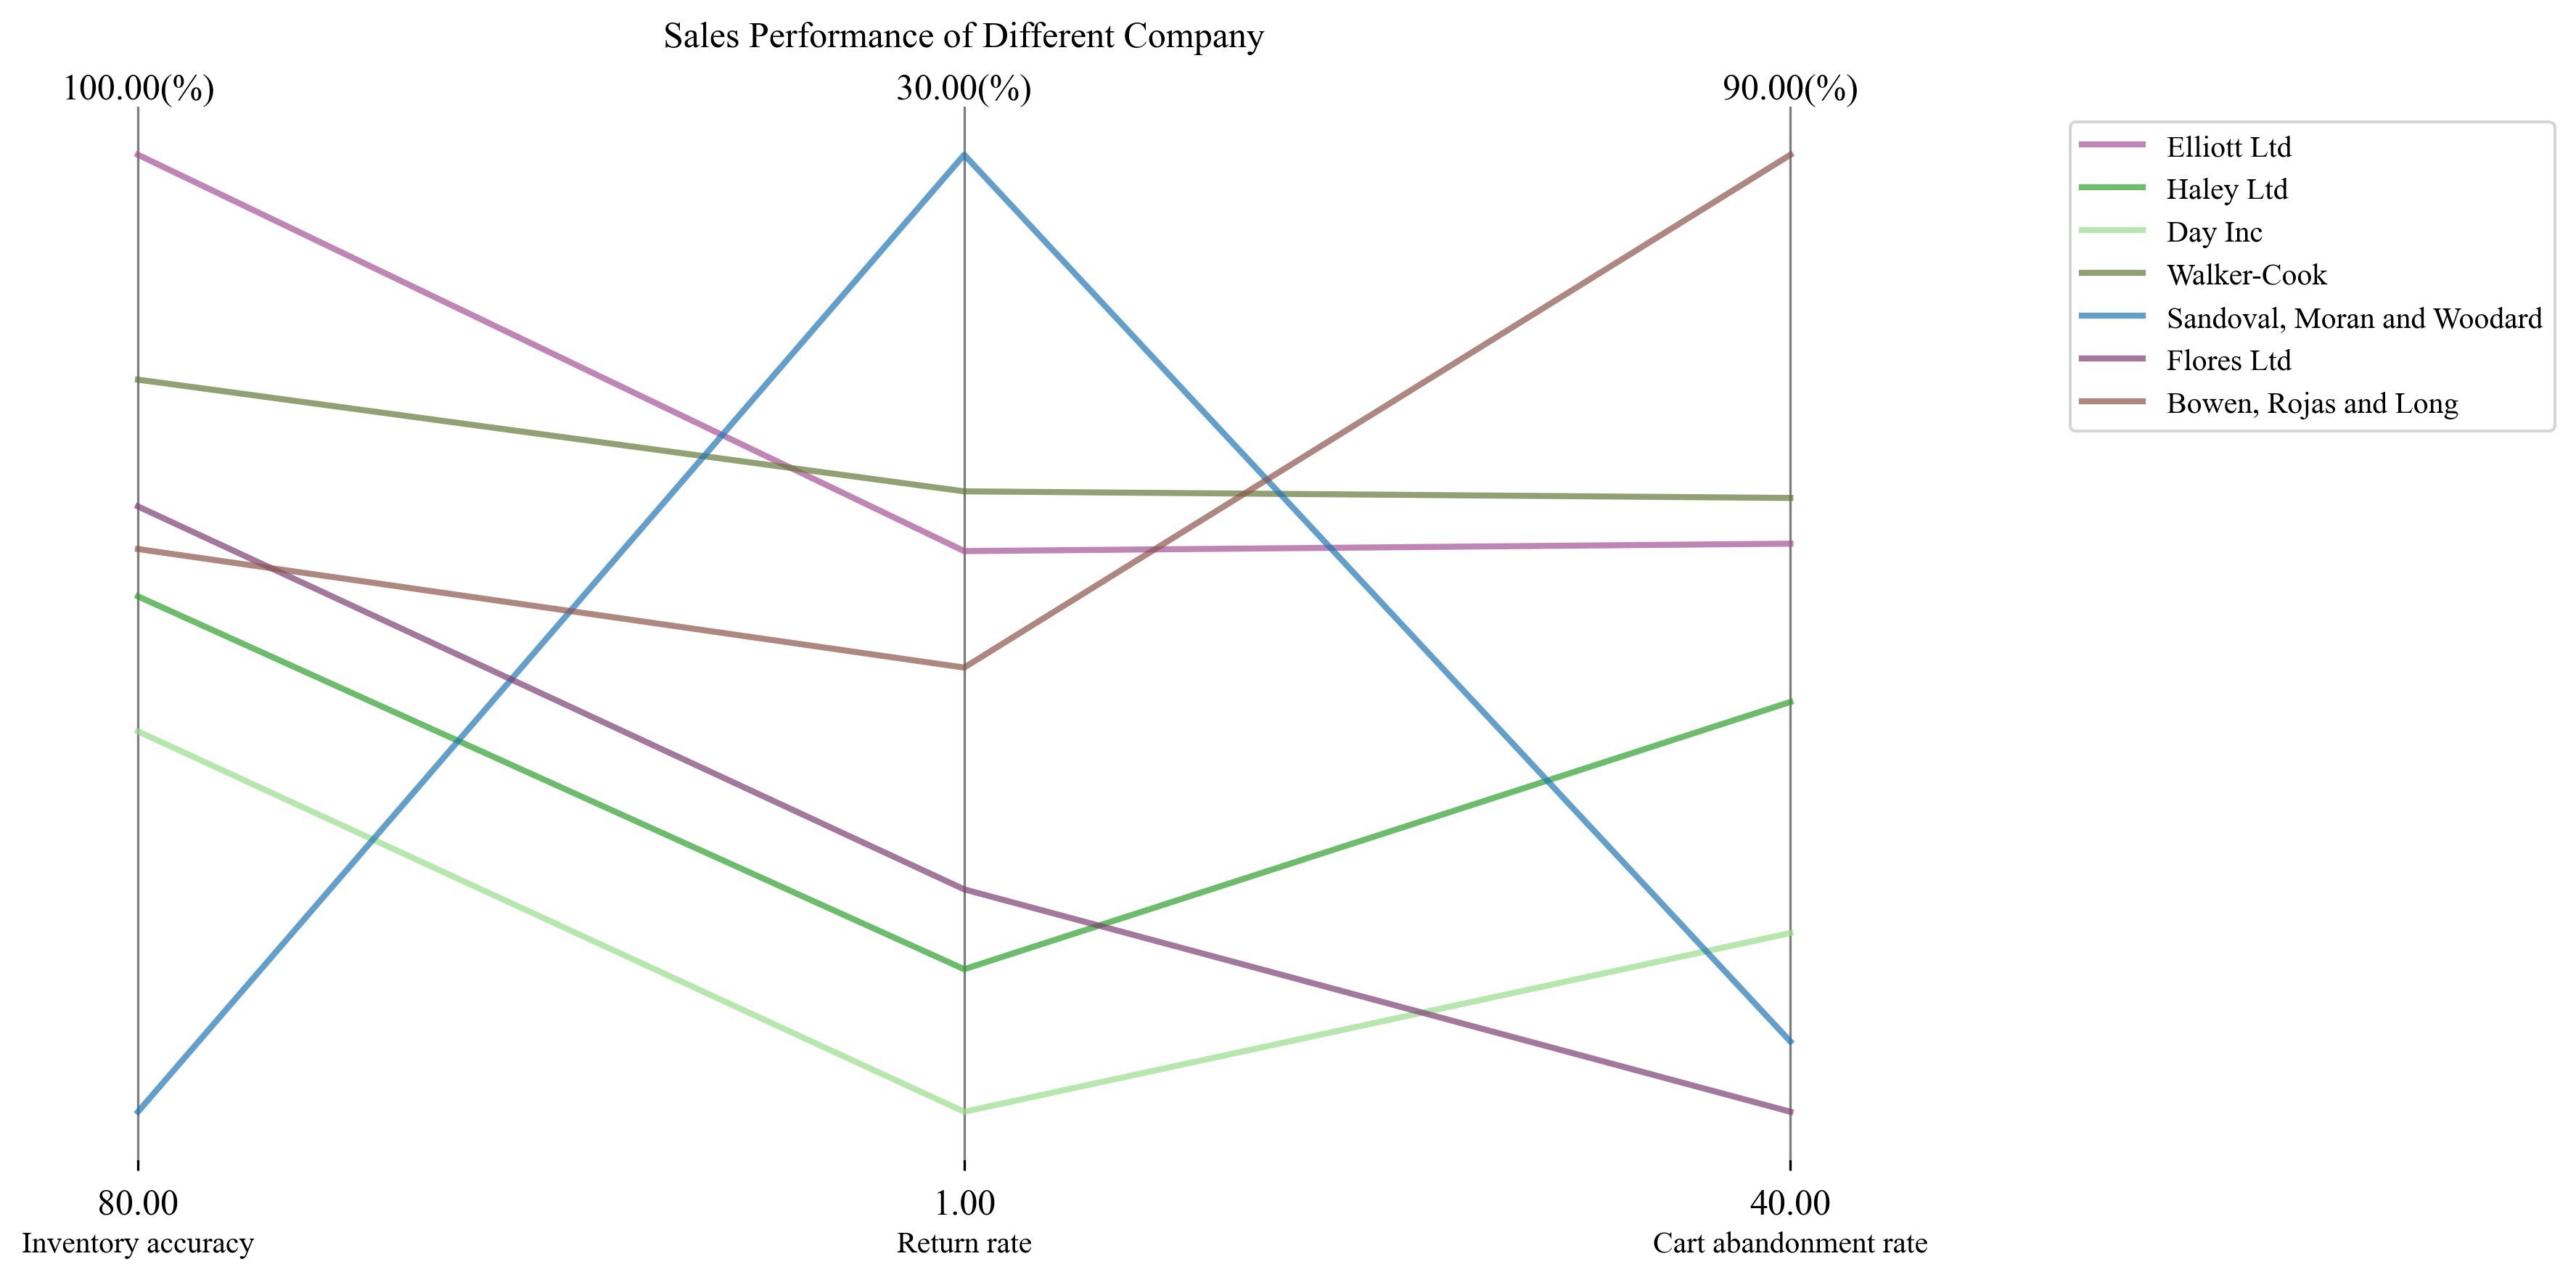 Sales Performance of Different Company
100.00(%)
30.00(%)
90.00(%)
Elliott Ltd
Haley Ltd
Day Inc
Walker-Cook
Sandoval, Moran and Woodard
Flores Ltd
Bowen, Rojas and Long
80.00
1.00
40.00
Inventory accuracy
Return rate
Cart abandonment rate